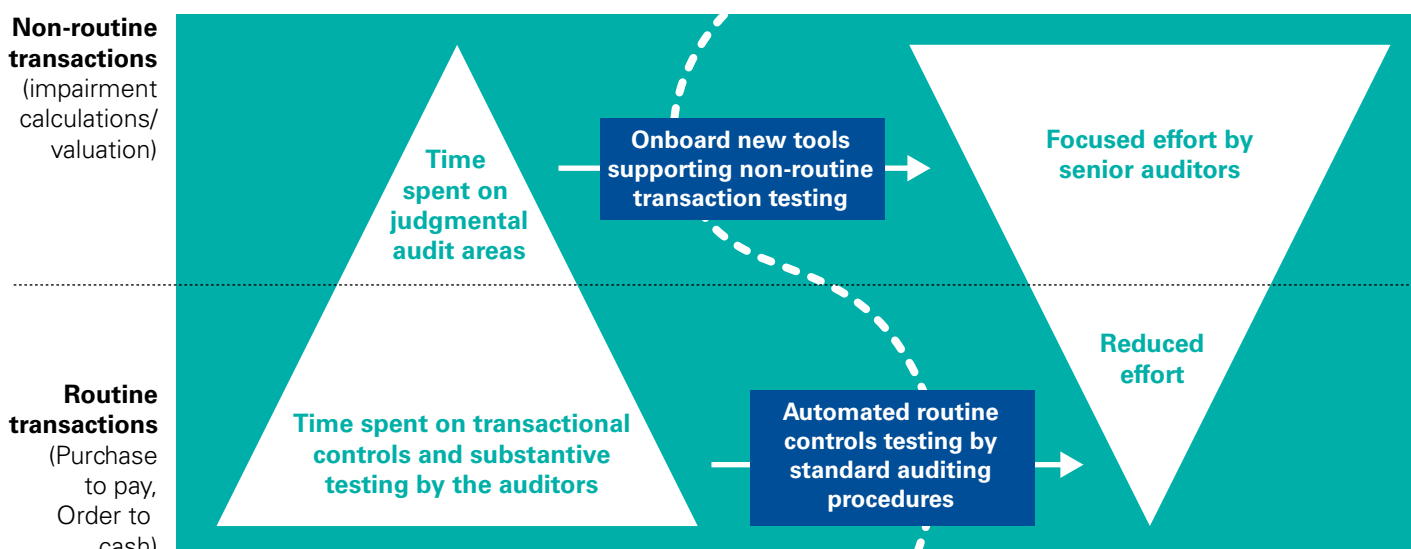 Non-routine
transactions
(impairment
calculations/
valuation)
Time
spent on
judgmental
audit areas
Onboard new tools
supporting non-routine
transaction testing
Focused effort by
senior auditors
Routine
transactions
(Purchase
to pay,
Order to
cash)
Time spent on transactional
controls and substantive
testing by the auditors
Automated routine
controls testing by
standard auditing
procedures
Reduced
effort